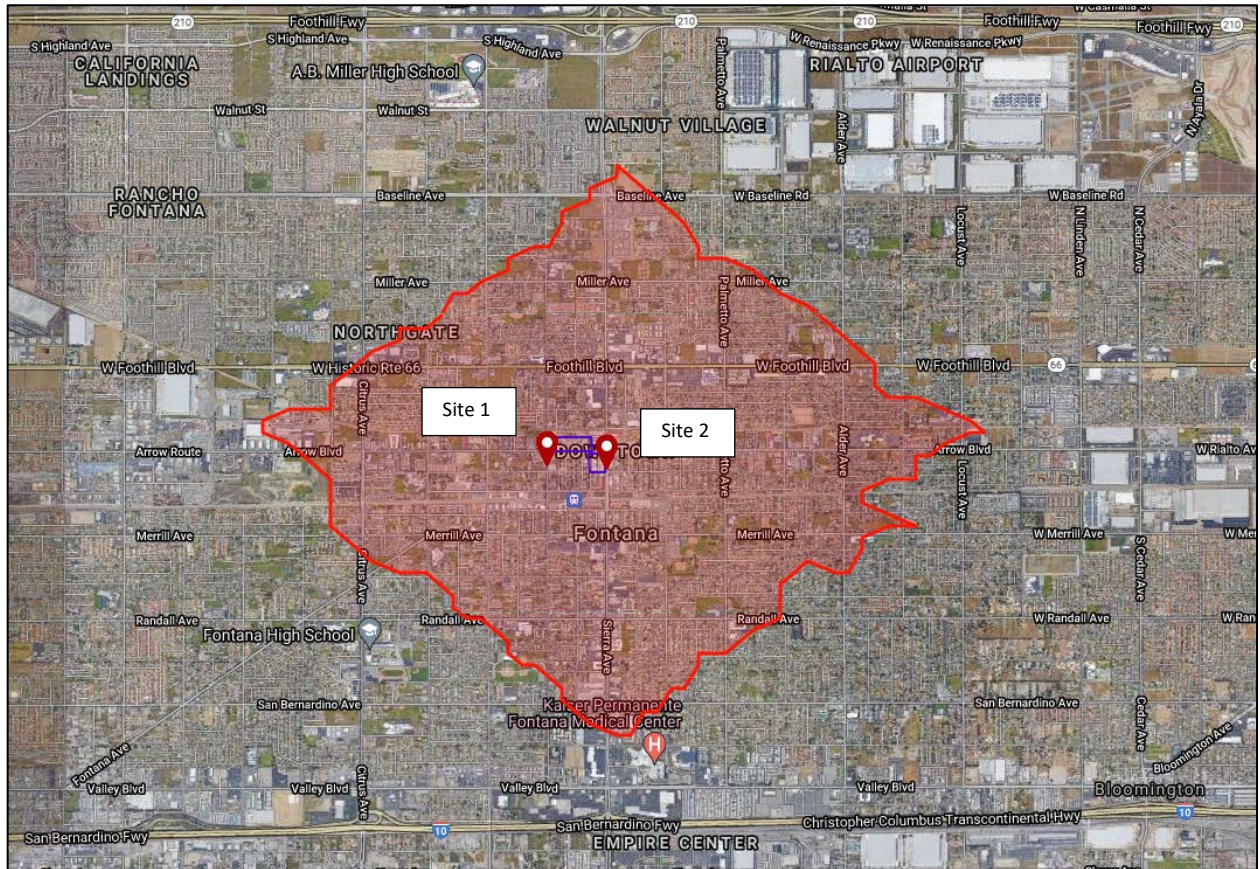 210
Foothill Fwy
210
210
Foothill Fwy
210
Foothill Fwy
S Highland Ave
S Highland Ave
S Highland Ave
W Renaissance Pkwy
W Renaissance Pkwy
CALIFORNIA
LANDINGS
A.B. Miller High School
Palmetto Ave
RIALTO AIRPORT
N Ayala Dr
Walnut St
Walnut St
WALNUT VILLAGE
Alder Ave
RANCHO
FONTANA
Baseline Ave
Baseline Ave
W Baseline Rd
W Baseline Rd
Locust Ave
N Linden Ave
N Cedar Ave
Miller Ave
Miller Ave
Miller Ave
Palmetto Ave
NORTHGATE
W Foothill Blvd
W Historic Rte 66
Foothill Blvd
W Foothill Blvd
W Foothill Blvd
66
W Foothill Blvd
Citrus Ave
Site 1
Site 2
Alder Ave
Arrow Route
Arrow Blvd
Arrow Blvd
W Rialto Av
Locust Ave
Merrill Ave
Merrill Ave
Fontana
Merrill Ave
W Merrill Ave
Citrus Ave
S Cedar Ave
Randall Ave
Randall Ave
Randall Ave
W Randall Ave
W Ran
Fontana High School
Sierra Ave
San Bernardino Ave
Kaiser Permanente
Fontana Medical Center
San Bernardino Ave
Cedar Ave
H
Fontana Ave
Bloomington Ave
Valley Blvd
Citrus Ave
Valley Blvd
Valley Blvd
Bloomington
San Bernardino Fwy
10
San Bernardino Fwy
Christopher Columbus Transcontinental Hwy
10
EMPIRE CENTER